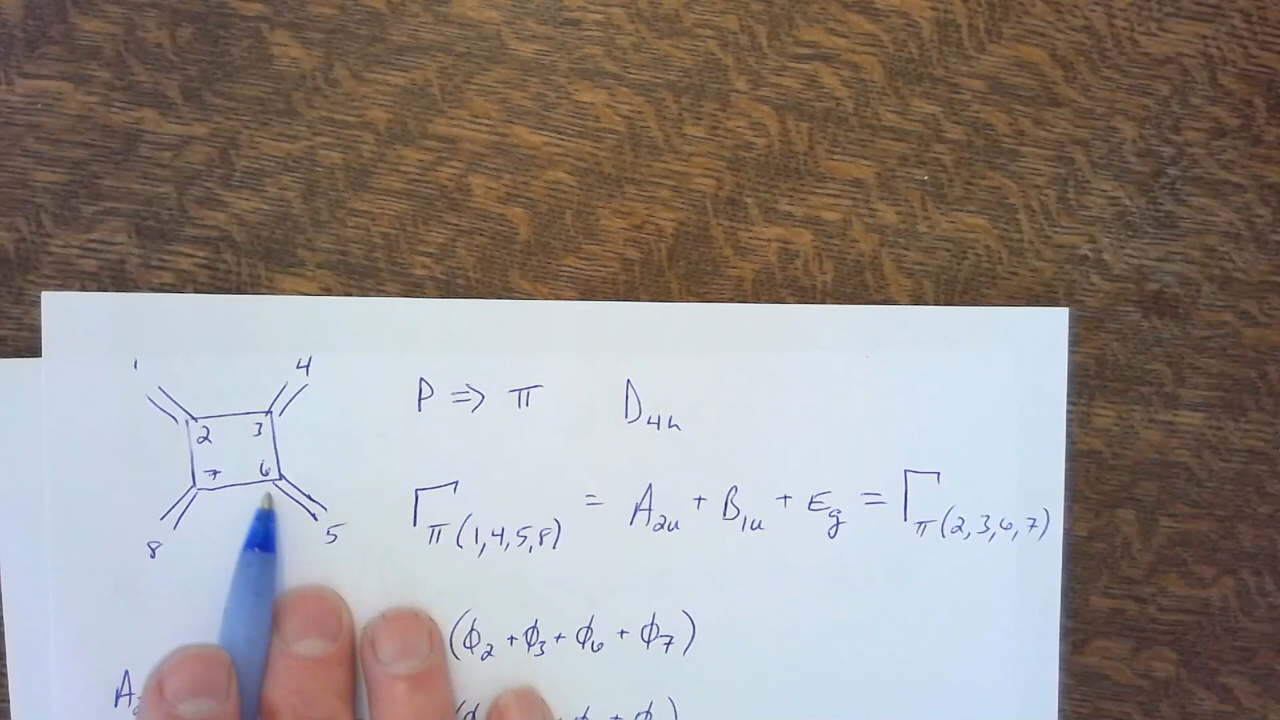 1 4
2 3
7 6
8 5
P ⇒ π D4h
Γπ(1,4,5,8) = A2u + B1u + Eg = Γπ(2,3,6,7)
(ϕ2 + ϕ3 + ϕ6 + ϕ7)
A